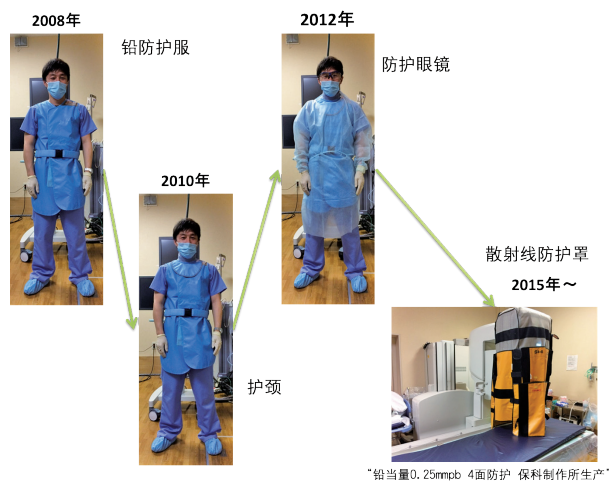 2008年
铅防护服
2010年
护颈
2012年
防护眼镜
散射线防护罩
2015年～
"铅当量0.25mmpb 4面防护 保科制作所生产"